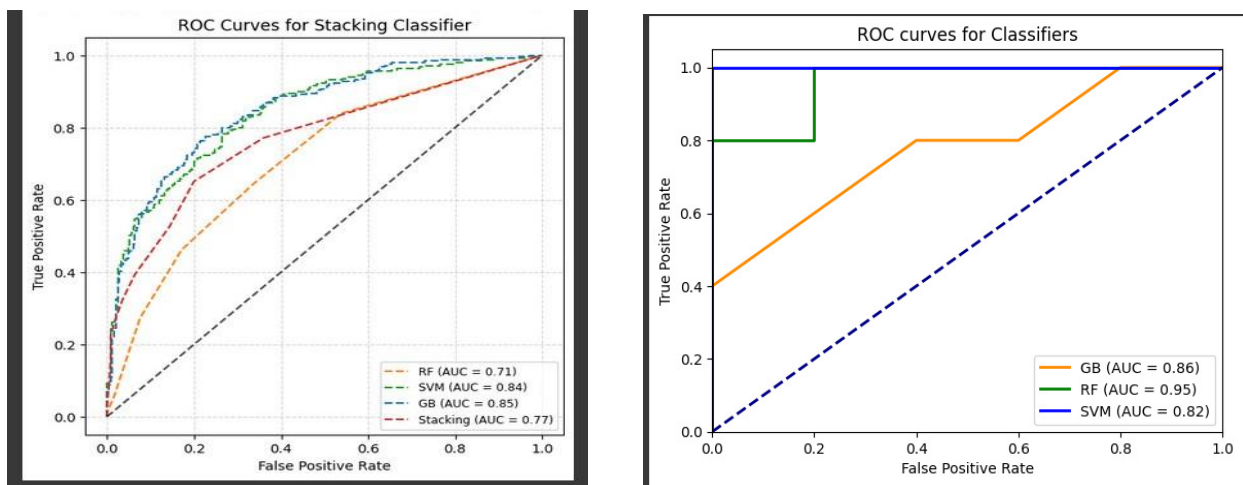 ROC Curves for Stacking Classifier
True Positive Rate
1.0
0.8
0.6
0.4
0.2
0.0
RF (AUC = 0.71)
SVM (AUC = 0.84)
GB (AUC = 0.85)
Stacking (AUC = 0.77)
0.0 0.2 0.4 0.6 0.8 1.0
False Positive Rate
ROC curves for Classifiers
True Positive Rate
1.0
0.8
0.6
0.4
0.2
0.0
GB (AUC = 0.86)
RF (AUC = 0.95)
SVM (AUC = 0.82)
0.0 0.2 0.4 0.6 0.8 1.0
False Positive Rate